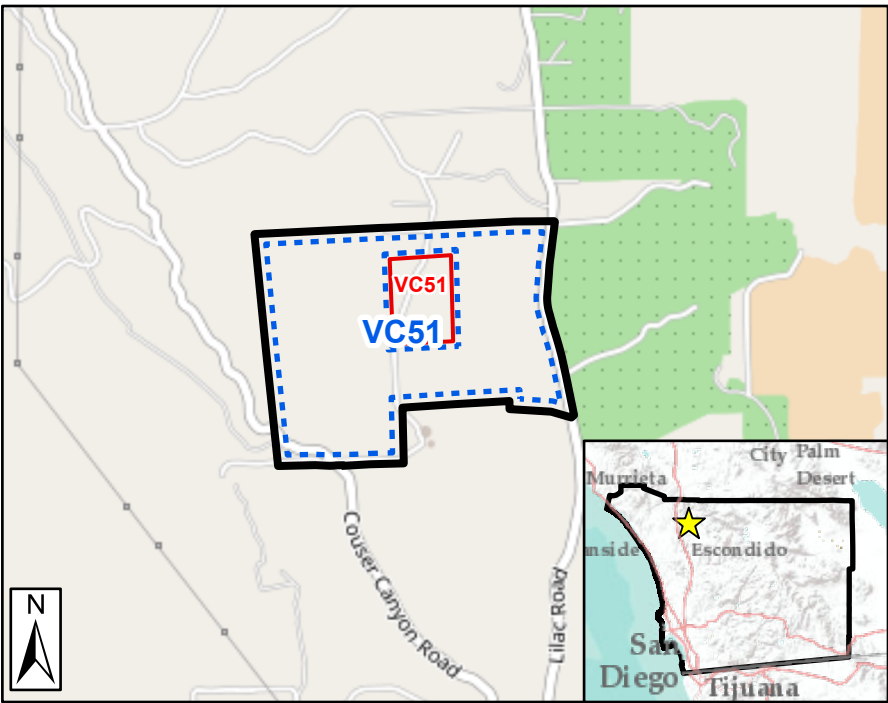 VC51
VC51
Couser Canyon Road
Lilac Road
N
City Palm
Desert
Murrieta
nside
Escondido
San
Diego
Tijuana